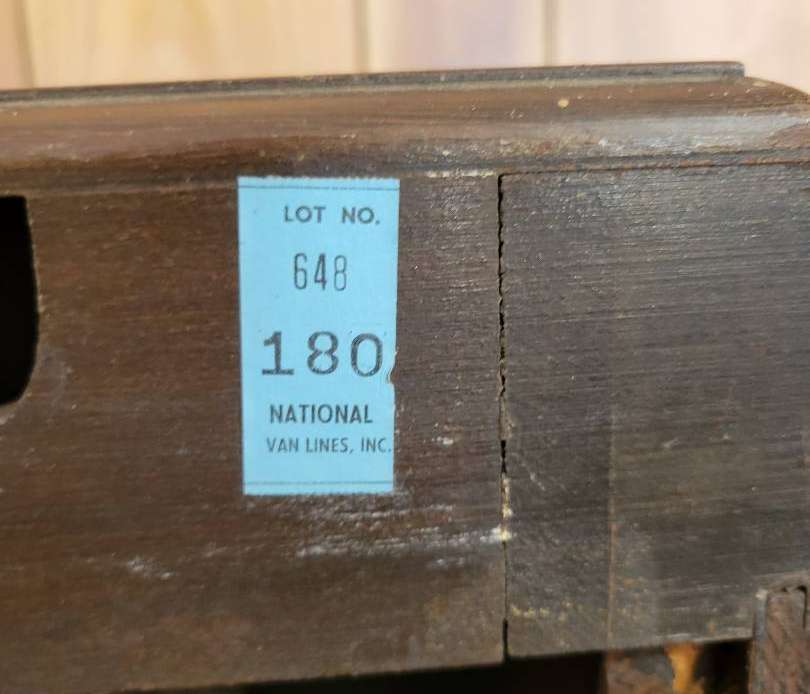 LOT NO.
648
180
NATIONAL
VAN LINES, INC.